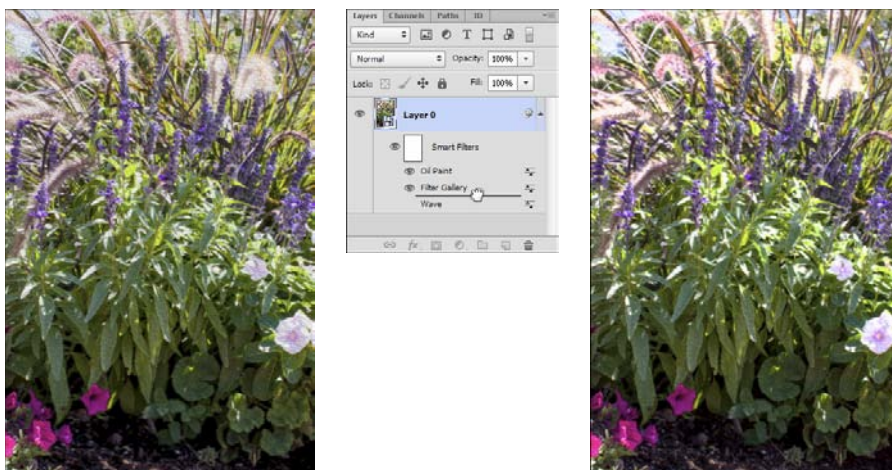 Layers Channels Paths 3D
Kind
Normal Opacity: 100%
Lock: Fill: 100%
Layer 0
Smart Filters
Oil Paint
Filter Gallery
Wave
fx